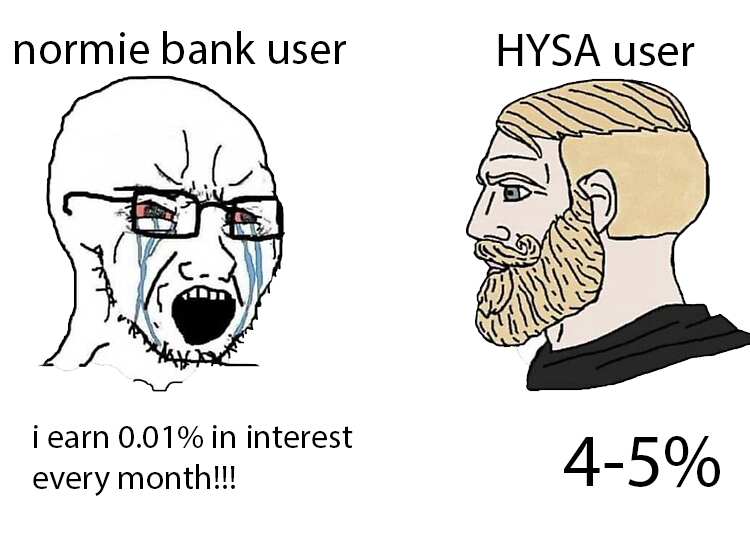 normie bank user
HYSA user
i earn 0.01% in interest
every month!!!
4-5%